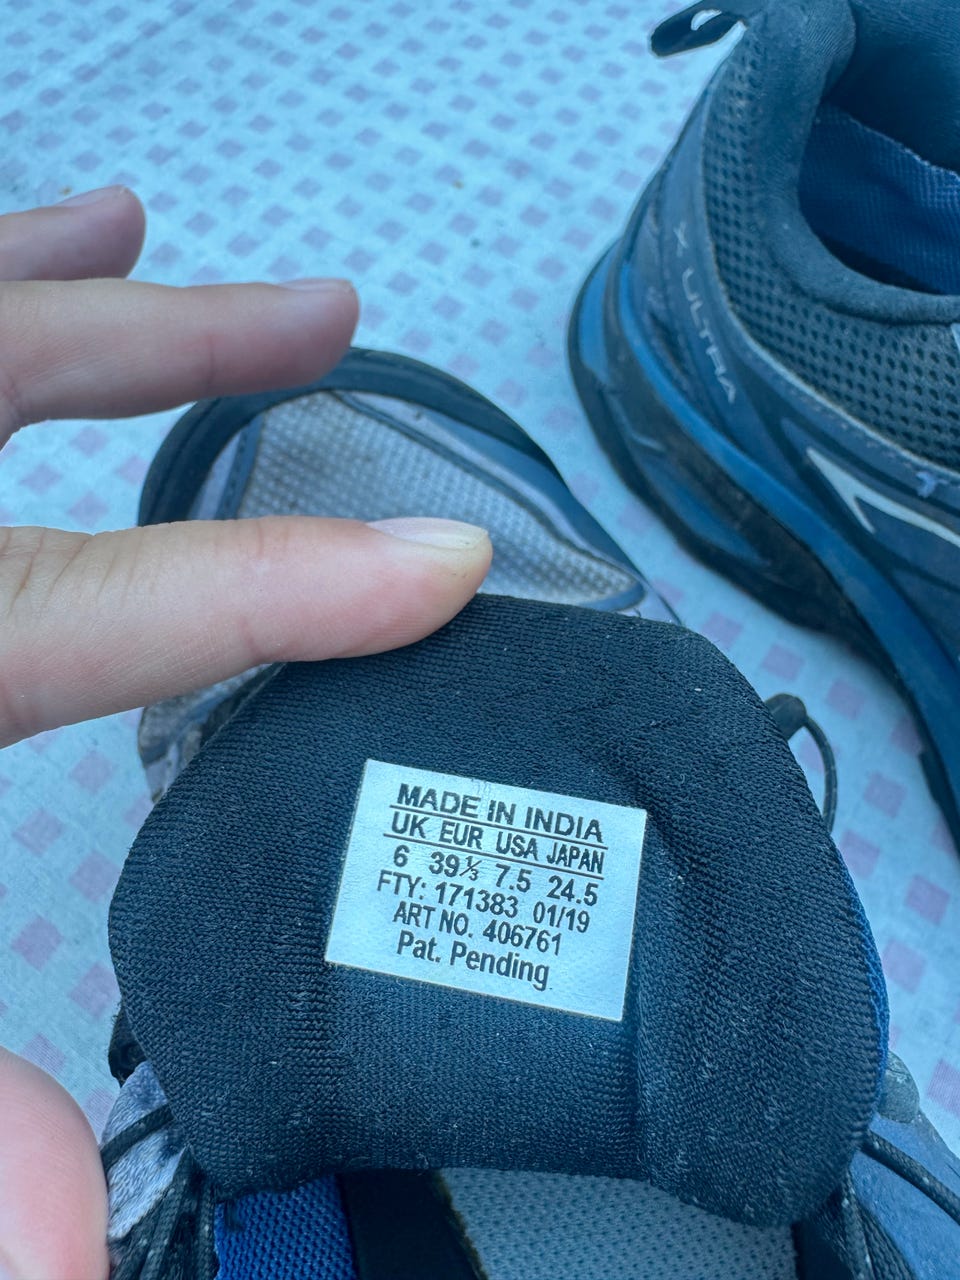 X ULTRA
MADE IN INDIA
UK EUR USA JAPAN
6 39⅓ 7.5 24.5
FTY: 171383 01/19
ART NO. 406761
Pat. Pending